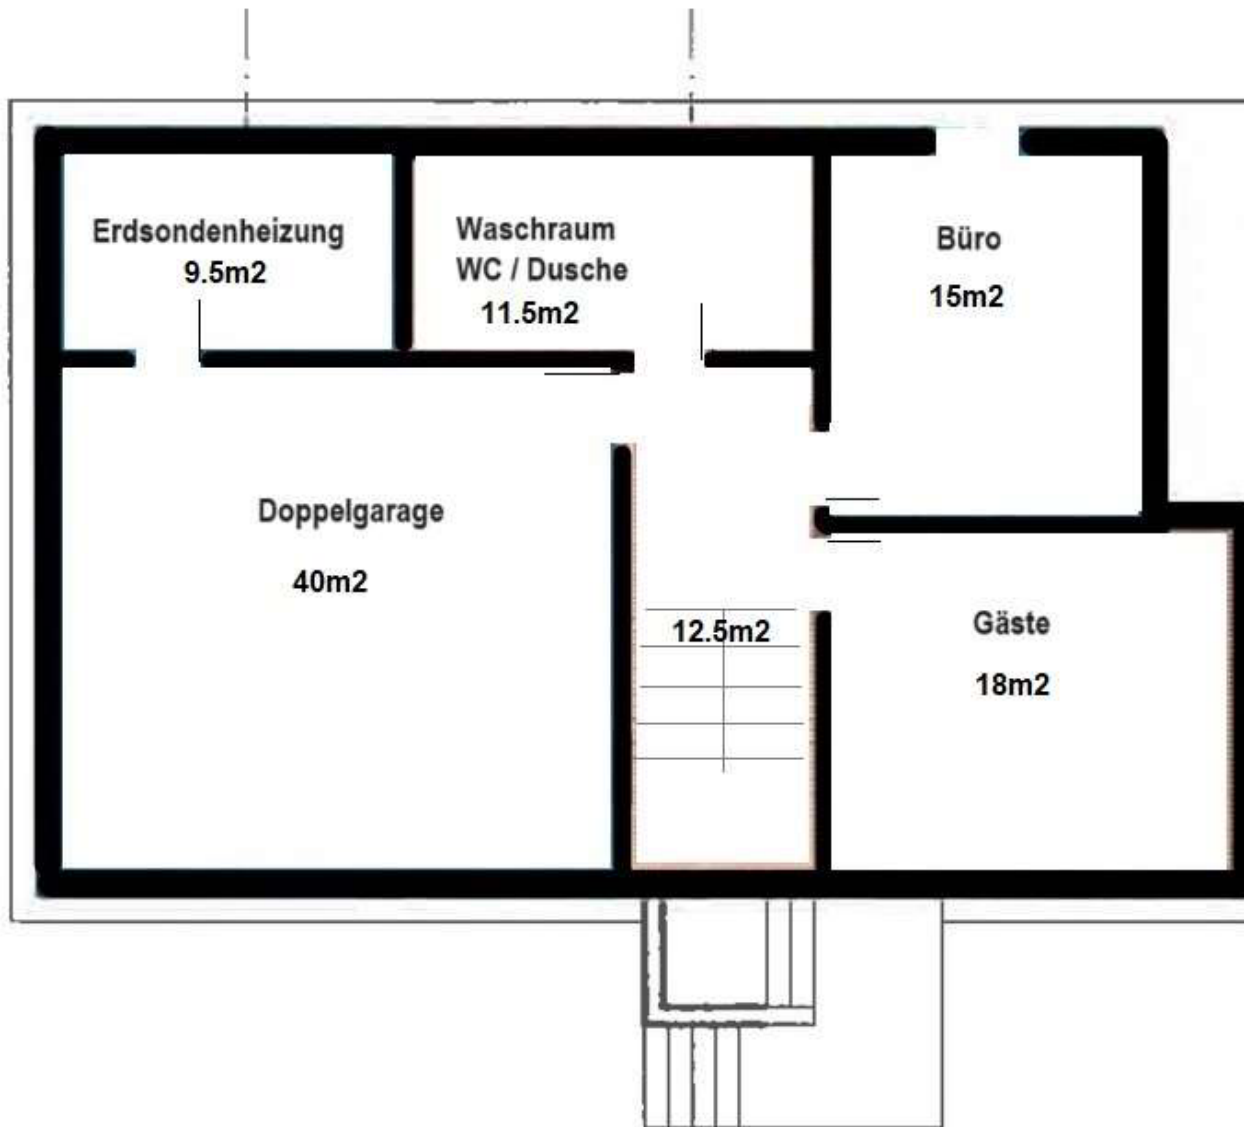 Erdsondenheizung
9.5m2
Waschraum
WC / Dusche
11.5m2
Büro
15m2
Doppelgarage
40m2
12.5m2
Gäste
18m2